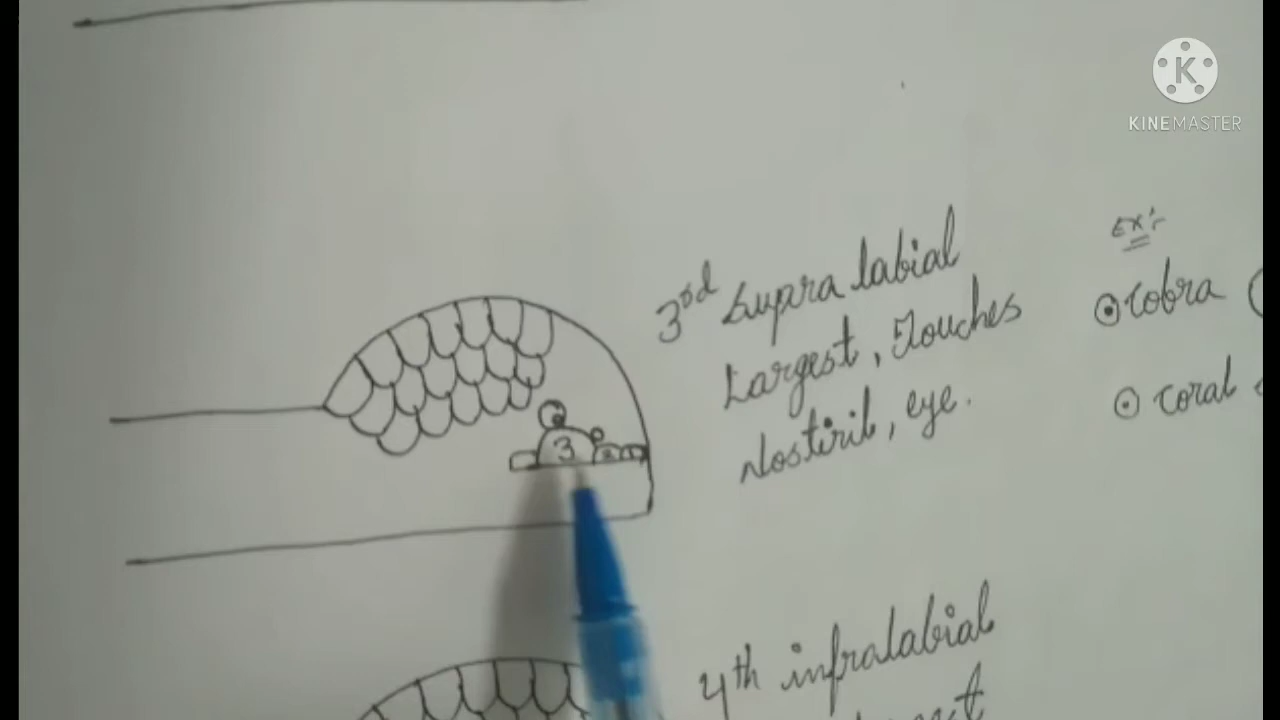 KINEMASTER
3rd Supra labial
Largest, Touches
Nostiril, eye.
Ex:-
cobra
coral
3
4th infralabial